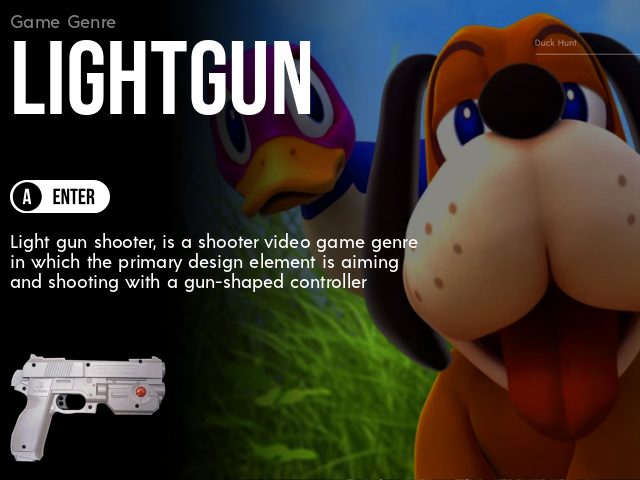 Game Genre
LIGHTGUN
Duck Hunt
A ENTER
Light gun shooter, is a shooter video game genre
in which the primary design element is aiming
and shooting with a gun-shaped controller